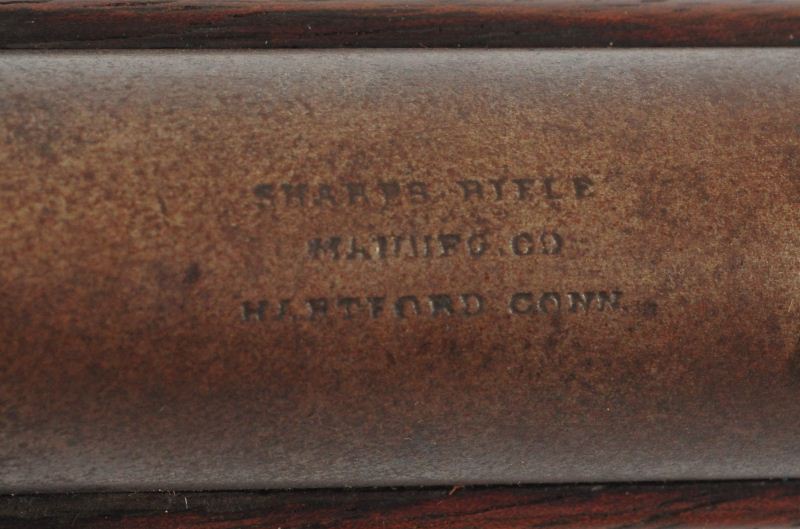 SHARPS RIFLE
MANUFG. CO
HARTFORD CONN.